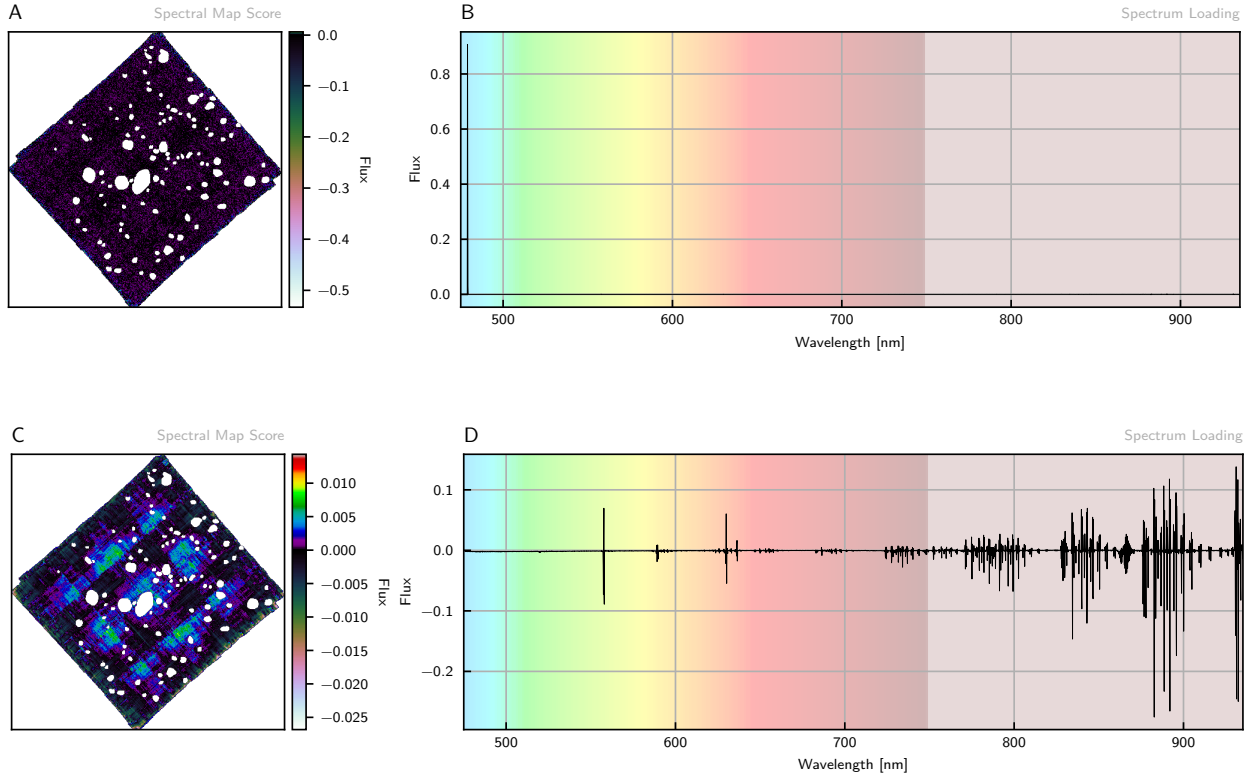 A
Spectral Map Score
0.0
−0.1
−0.2
−0.3
−0.4
−0.5
Flux
B
Spectrum Loading
0.8
0.6
0.4
0.2
0.0
Flux
500
600
700
800
900
Wavelength [nm]
C
Spectral Map Score
0.010
0.005
0.000
−0.005
−0.010
−0.015
−0.020
−0.025
Flux
D
Spectrum Loading
0.1
0.0
−0.1
−0.2
Flux
500
600
700
800
900
Wavelength [nm]